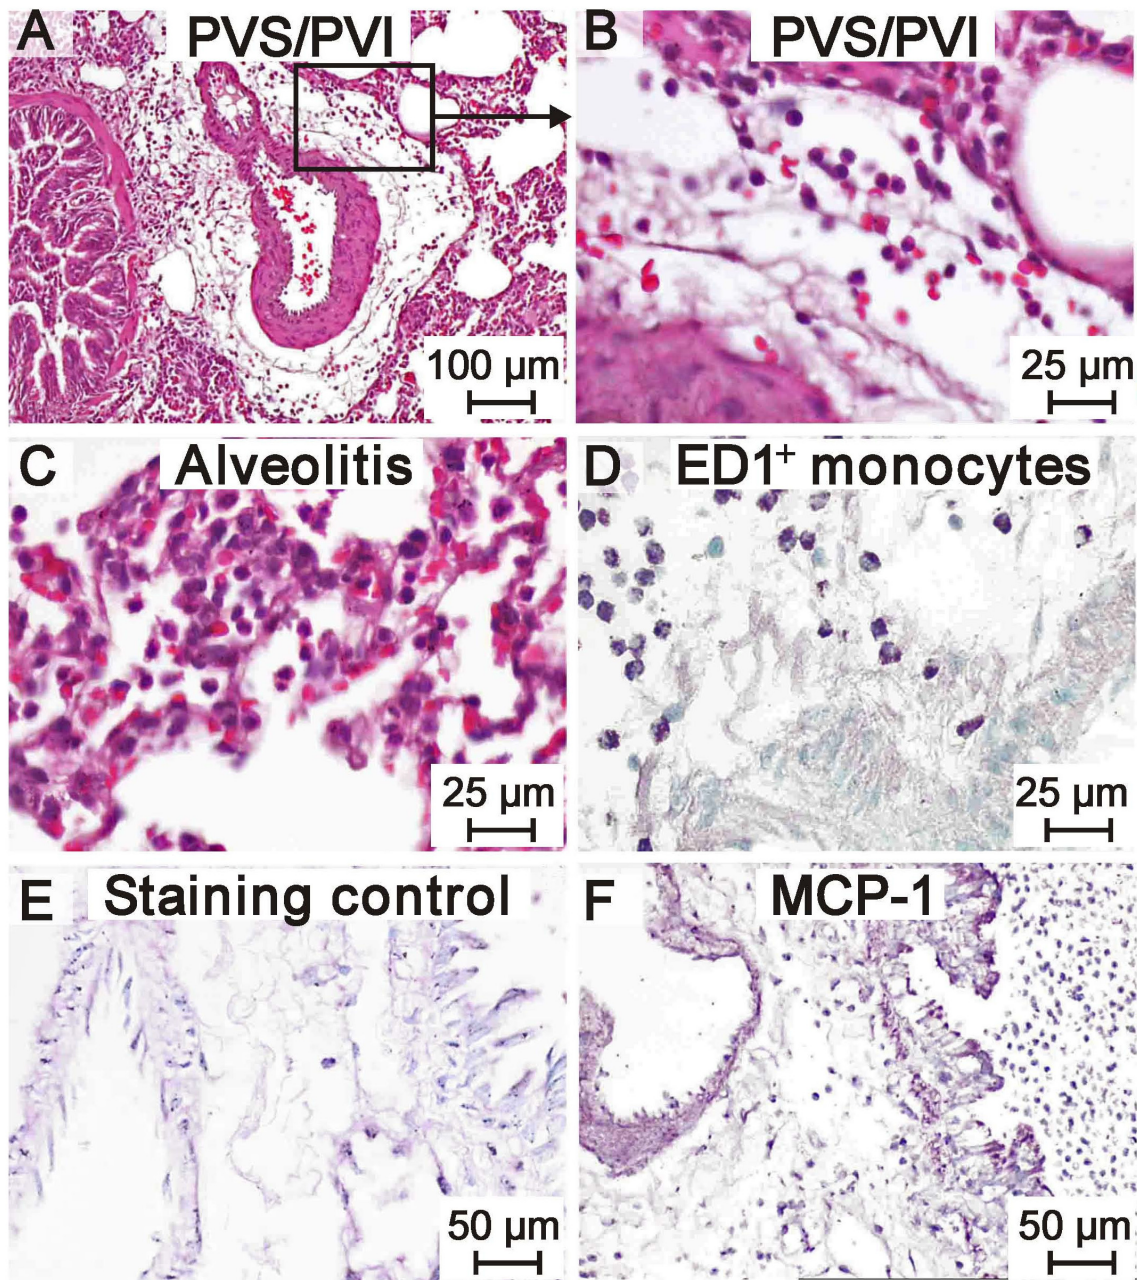 A PVS/PVI
100 µm
B PVS/PVI
25 µm
C Alveolitis
25 µm
D ED1⁺ monocytes
25 µm
E Staining control
50 µm
F MCP-1
50 µm